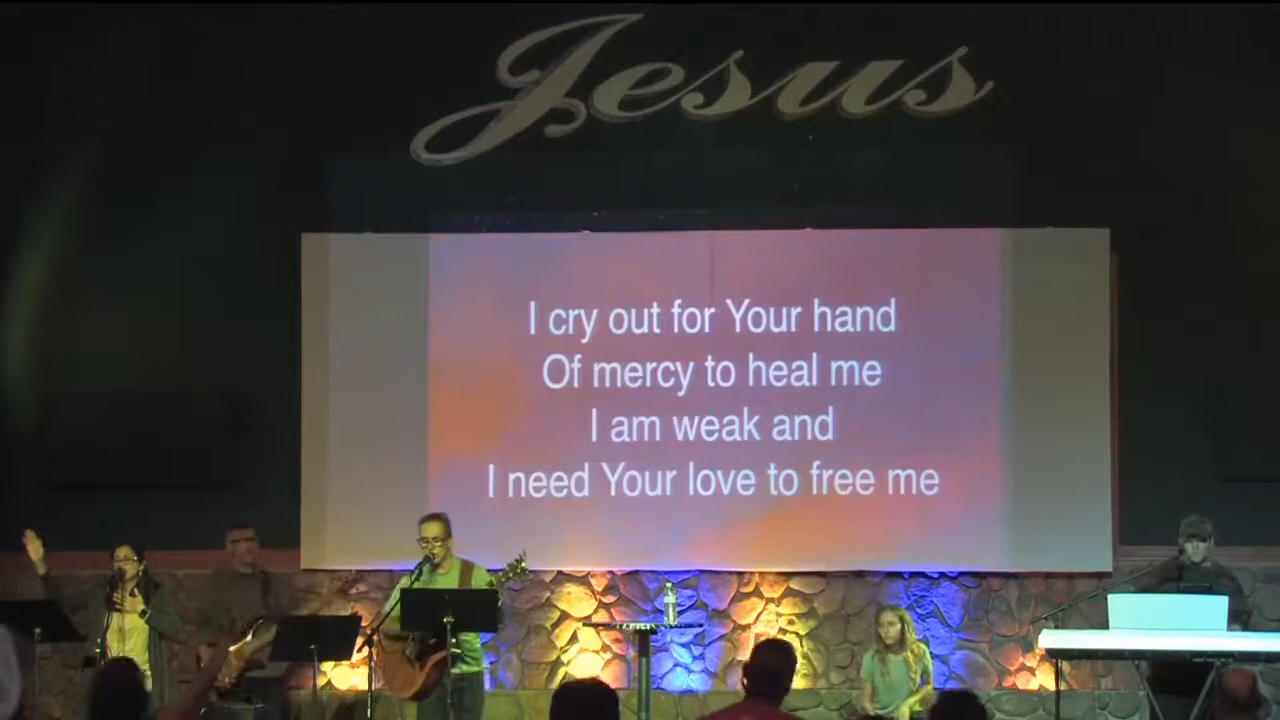 Jesus
I cry out for Your hand
Of mercy to heal me
I am weak and
I need Your love to free me